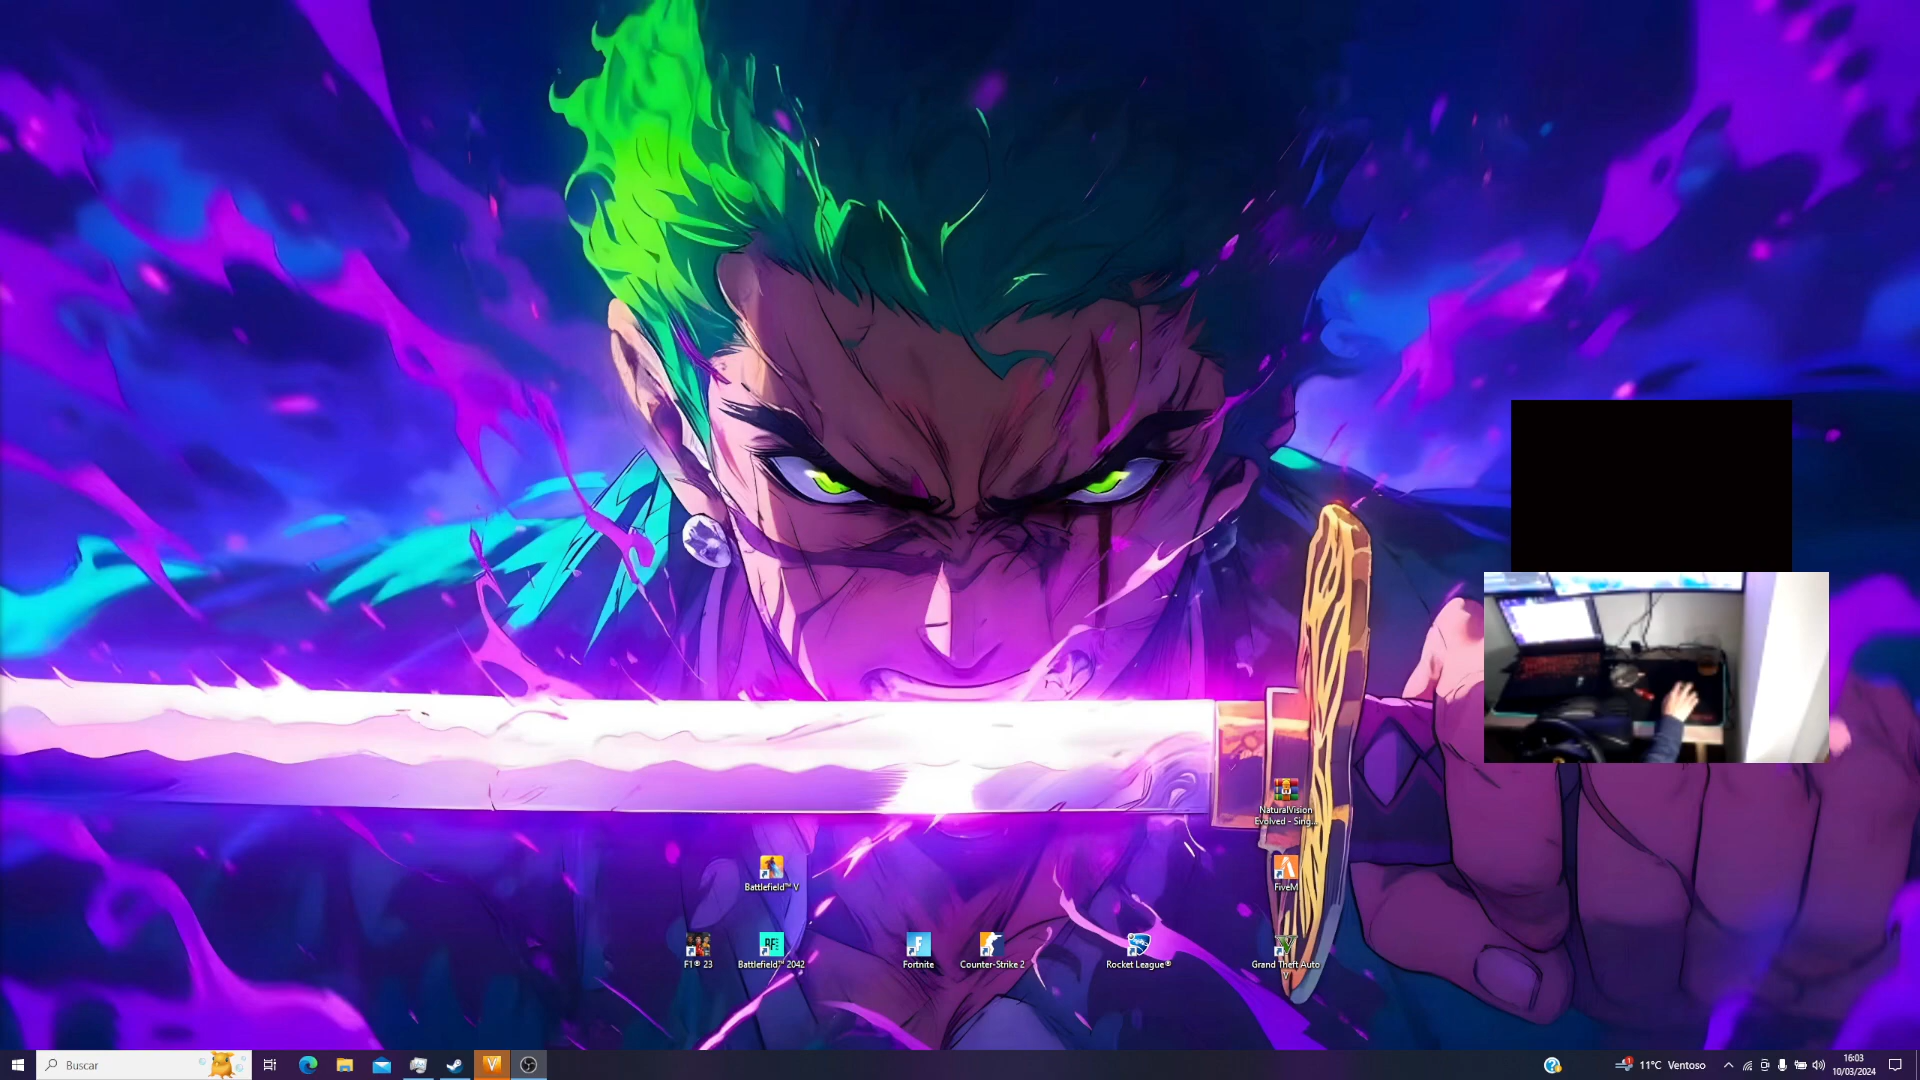 NaturalVision
Evolved - Sing...
Battlefield™ V
FiveM
F1® 23
Battlefield™ 2042
Fortnite
Counter-Strike 2
Rocket League®
Grand Theft Auto
V
Buscar
11°C Ventoso
16:03
10/03/2024